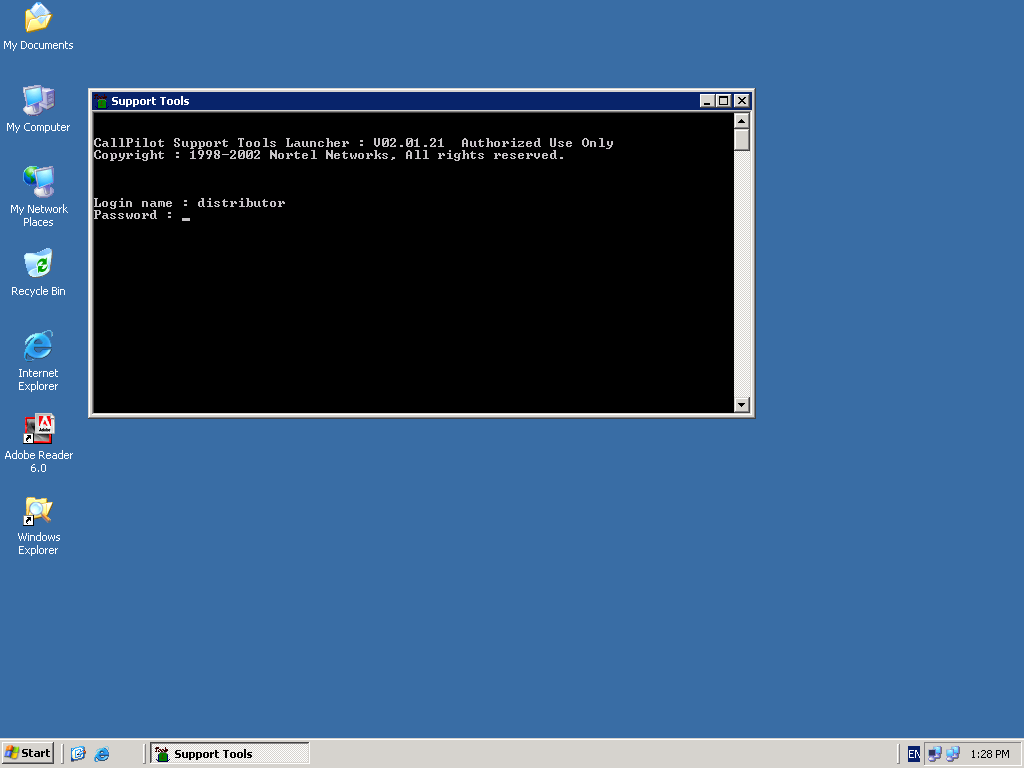 My Documents
My Computer
My Network
Places
Recycle Bin
Internet
Explorer
Adobe Reader
6.0
Windows
Explorer
Support Tools
CallPilot Support Tools Launcher : V02.01.21  Authorized Use Only
Copyright : 1998-2002 Nortel Networks, All rights reserved.
Login name : distributor
Password : _
Start
Support Tools
EN
1:28 PM